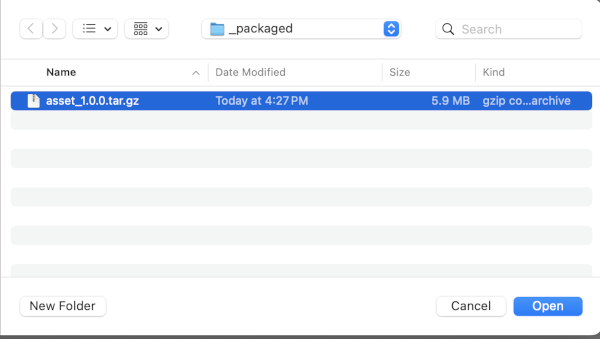 _packaged
Search
Name Date Modified Size Kind
asset_1.0.0.tar.gz Today at 4:27 PM 5.9 MB gzip co...archive
New Folder Cancel Open